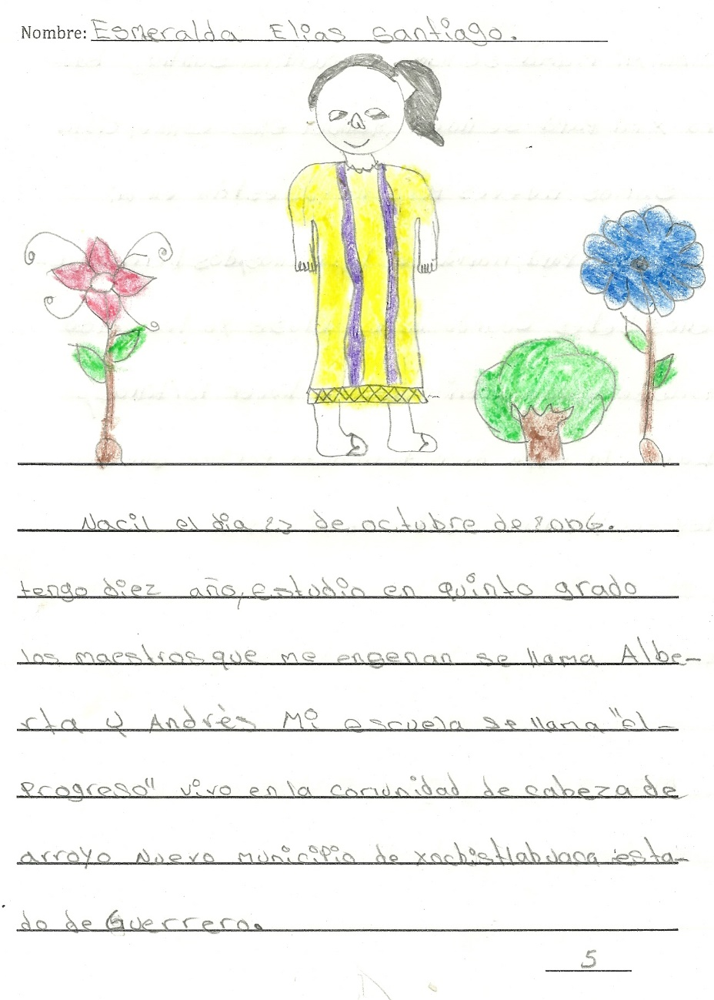 Nombre: Esmeralda Elias Santiago.
Nacil el dia 23 de octubre de 2006.
tengo diez año, estudio en quinto grado
los maestros que me engenan se llama Albe-
rta y Andrès Mi escuela se llama "el-
Progreso" vivo en la comunidad de cabeza de
arroyo Nuevo municipio de xochistlahuaca esta-
do de Guerrero.
5